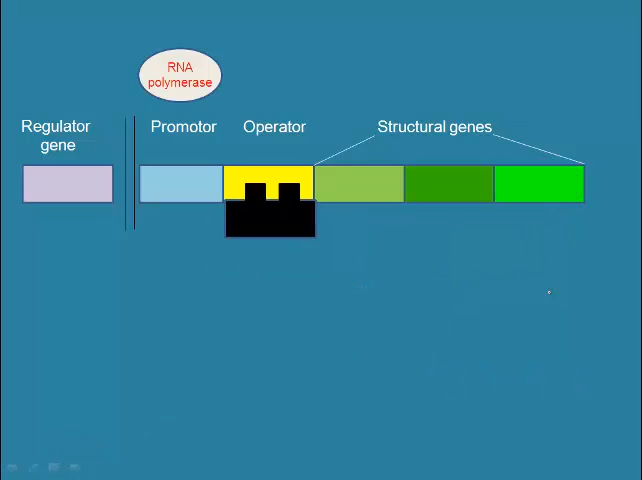 RNA
polymerase
Regulator
gene
Promotor
Operator
Structural genes